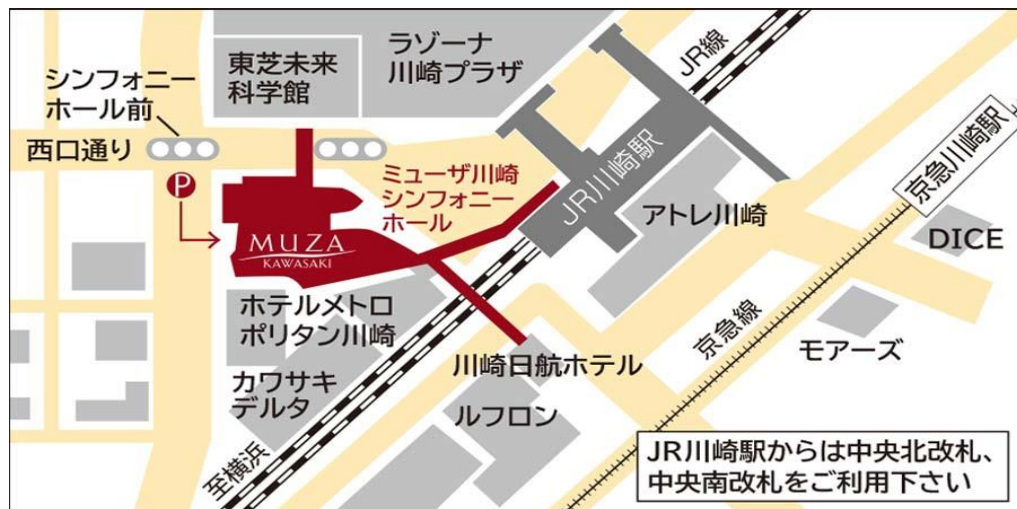 ラゾーナ
川崎プラザ
東芝未来
科学館
シンフォニー
ホール前
西口通り
JR線
P
ミューザ川崎
シンフォニー
ホール
JR川崎駅
京急川崎駅
アトレ川崎
DICE
MUZA
KAWASAKI
ホテルメトロ
ポリタン川崎
京急線
モアーズ
川崎日航ホテル
カワサキ
デルタ
ルフロン
至横浜
JR川崎駅からは中央北改札、
中央南改札をご利用下さい